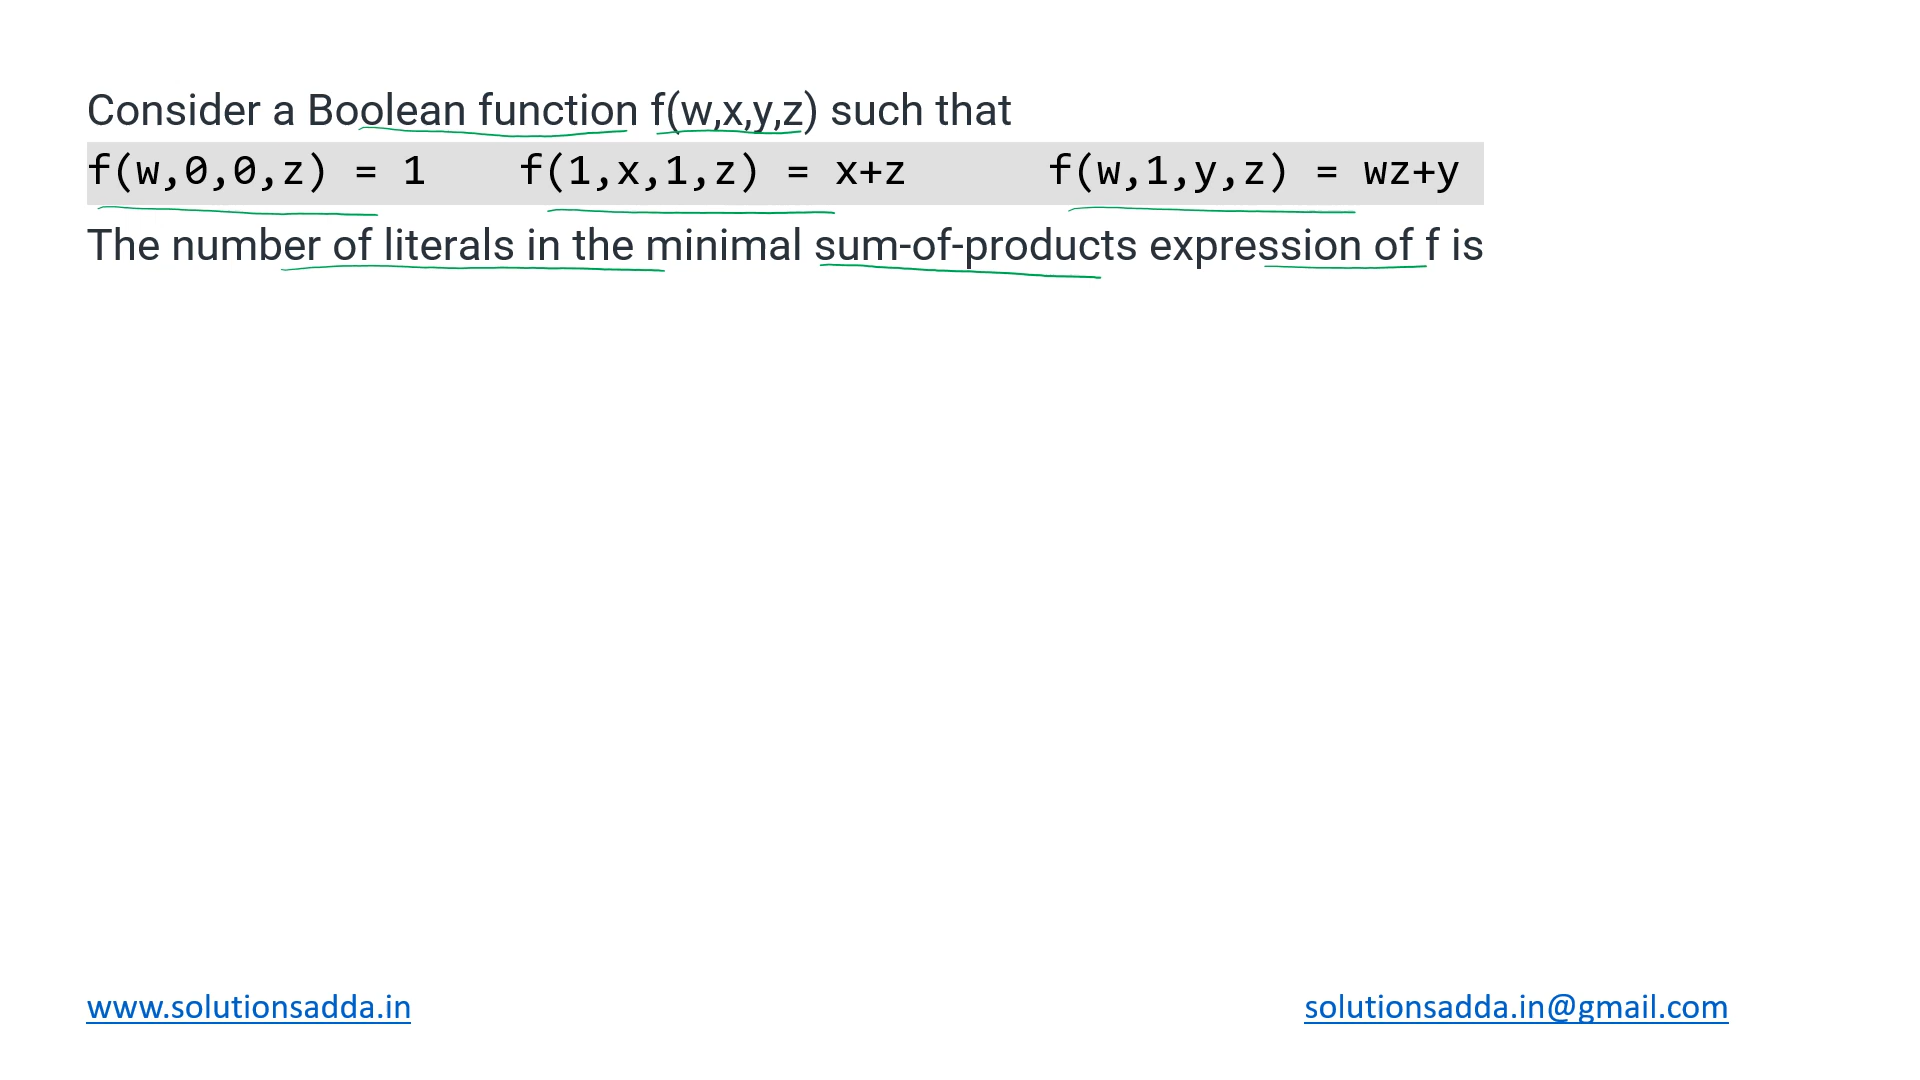 Consider a Boolean function f(w,x,y,z) such that
f(w,0,0,z) = 1 f(1,x,1,z) = x+z f(w,1,y,z) = wz+y
The number of literals in the minimal sum-of-products expression of f is
www.solutionsadda.in solutionsadda.in@gmail.com